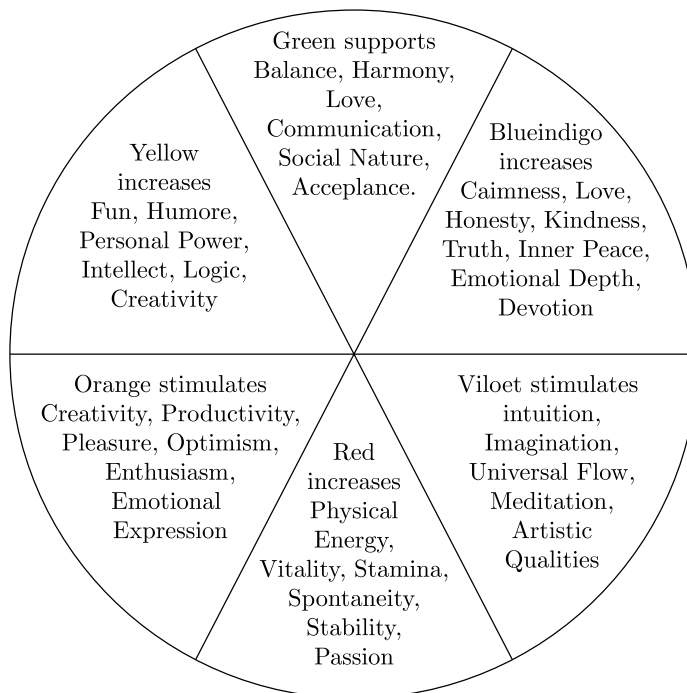 Green supports
Balance, Harmony,
Love,
Communication,
Social Nature,
Acceplance.
Blueindigo
increases
Caimness, Love,
Honesty, Kindness,
Truth, Inner Peace,
Emotional Depth,
Devotion
Yellow
increases
Fun, Humore,
Personal Power,
Intellect, Logic,
Creativity
Orange stimulates
Creativity, Productivity,
Pleasure, Optimism,
Enthusiasm,
Emotional
Expression
Red
increases
Physical
Energy,
Vitality, Stamina,
Spontaneity,
Stability,
Passion
Viloet stimulates
intuition,
Imagination,
Universal Flow,
Meditation,
Artistic
Qualities